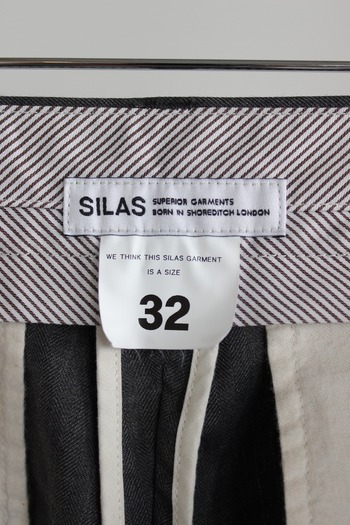 SILAS
SUPERIOR GARMENTS
BORN IN SHOREDITCH LONDON
WE THINK THIS SILAS GARMENT
IS A SIZE
32